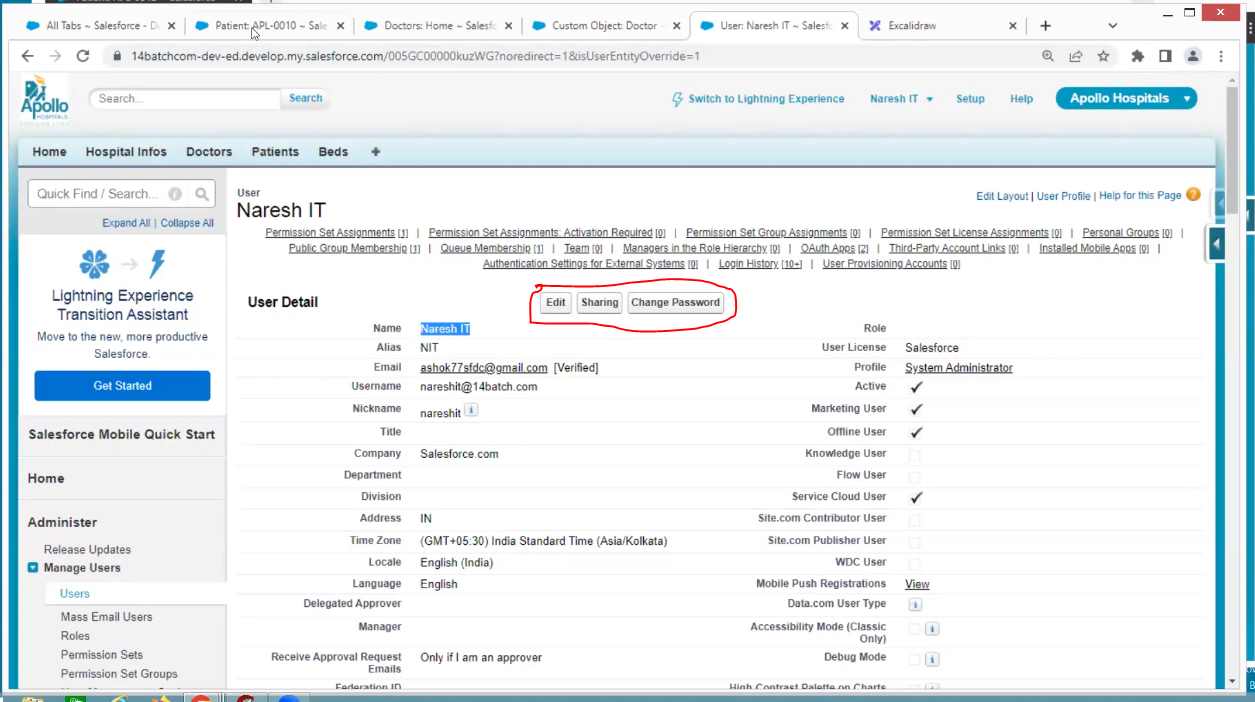 All Tabs ~ Salesforce - De
Patient: APL-0010 ~ Sale
Doctors: Home ~ Salesfo
Custom Object: Doctor ~
User: Naresh IT ~ Salesf
Excalidraw
14batchcom-dev-ed.develop.my.salesforce.com/005GC00000kuzWG?noredirect=1&isUserEntityOverride=1
Apollo
HOSPITALS
Search...
Search
Switch to Lightning Experience
Naresh IT
Setup
Help
Apollo Hospitals
Home
Hospital Infos
Doctors
Patients
Beds
+
Quick Find / Search...
Expand All | Collapse All
Lightning Experience
Transition Assistant
Move to the new, more productive
Salesforce.
Get Started
Salesforce Mobile Quick Start
Home
Administer
Release Updates
Manage Users
Users
Mass Email Users
Roles
Permission Sets
Permission Set Groups
User
Naresh IT
Edit Layout | User Profile | Help for this Page
Permission Set Assignments [1] | Permission Set Assignments: Activation Required [0] | Permission Set Group Assignments [0] | Permission Set License Assignments [0] | Personal Groups [0] |
Public Group Membership [1] | Queue Membership [1] | Team [0] | Managers in the Role Hierarchy [0] | OAuth Apps [2] | Third-Party Account Links [0] | Installed Mobile Apps [0] |
Authentication Settings for External Systems [0] | Login History [10+] | User Provisioning Accounts [0]
User Detail
Edit
Sharing
Change Password
Name Naresh IT
Role
Alias NIT
User License Salesforce
Email ashok77sfdc@gmail.com [Verified]
Profile System Administrator
Username nareshit@14batch.com
Active
Nickname nareshit
Marketing User
Title
Offline User
Company Salesforce.com
Knowledge User
Department
Flow User
Division
Service Cloud User
Address IN
Site.com Contributor User
Time Zone (GMT+05:30) India Standard Time (Asia/Kolkata)
Site.com Publisher User
Locale English (India)
WDC User
Language English
Mobile Push Registrations View
Delegated Approver
Data.com User Type
Manager
Accessibility Mode (Classic
Only)
Receive Approval Request
Emails
Only if I am an approver
Debug Mode
Federation ID
High Contrast Palette on Charts